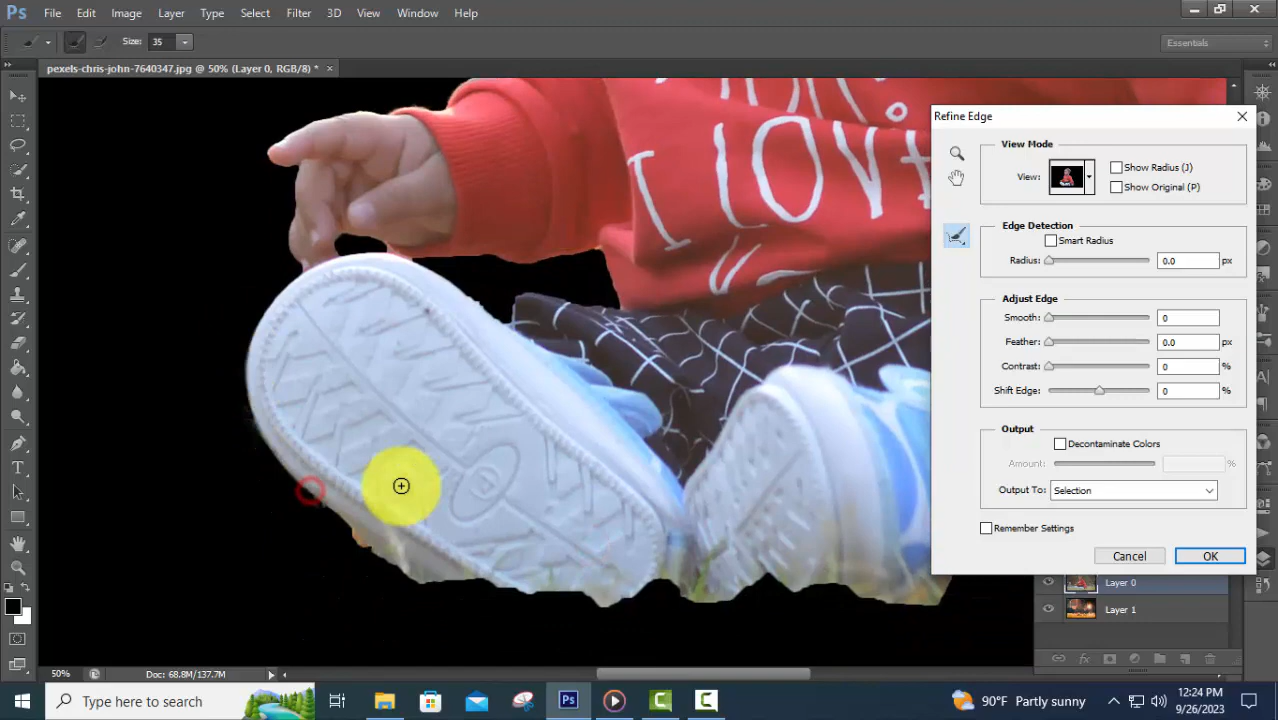 Ps File Edit Image Layer Type Select Filter 3D View Window Help
Size: 35 Essentials
pexels-chris-john-7640347.jpg @ 50% (Layer 0, RGB/8) * ×
I LOV
Refine Edge
View Mode
View: Show Radius (J)
Show Original (P)
Edge Detection
Smart Radius
Radius: 0.0 px
Adjust Edge
Smooth: 0
Feather: 0.0 px
Contrast: 0 %
Shift Edge: 0 %
Output
Decontaminate Colors
Amount: %
Output To: Selection
Remember Settings
Cancel OK
Layer 0
Layer 1
50% Doc: 68.8M/137.7M
Type here to search
Ps
90°F Partly sunny
12:24 PM
9/26/2023